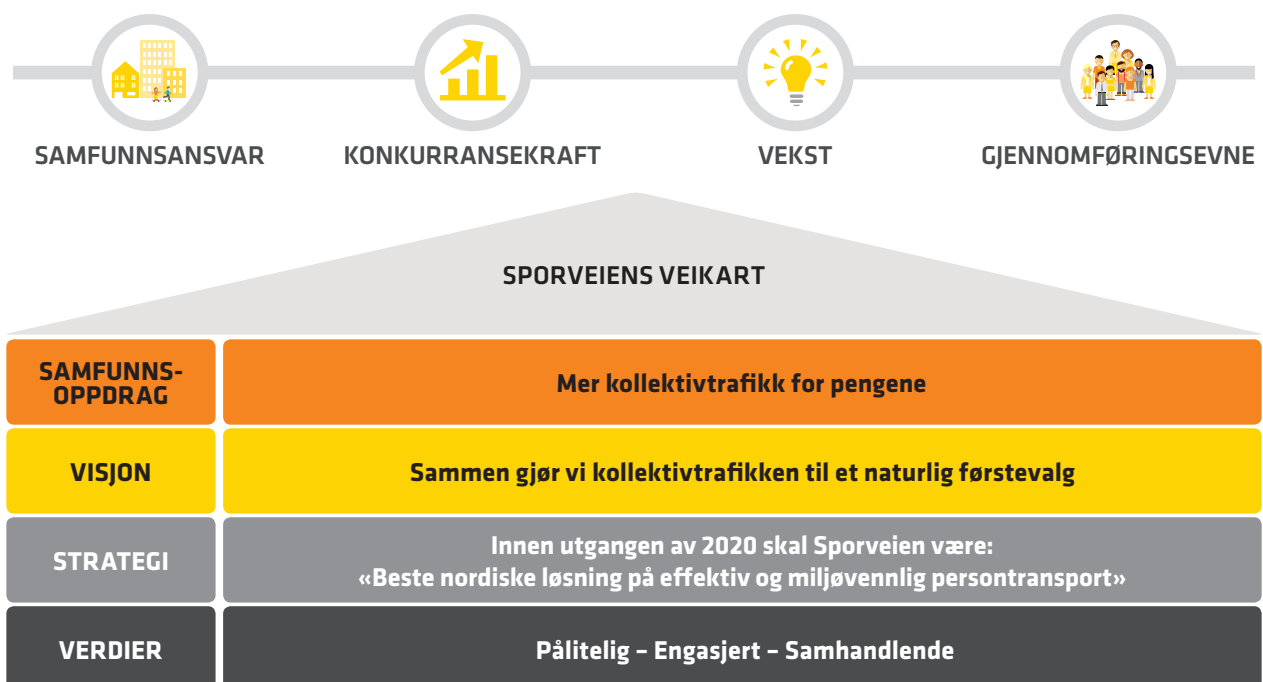 SAMFUNNSANSVAR
KONKURRANSEKRAFT
VEKST
GJENNOMFØRINGSEVNE
SPORVEIENS VEIKART
SAMFUNNS-
OPPDRAG
Mer kollektivtrafikk for pengene
VISJON
Sammen gjør vi kollektivtrafikken til et naturlig førstevalg
STRATEGI
Innen utgangen av 2020 skal Sporveien være:
«Beste nordiske løsning på effektiv og miljøvennlig persontransport»
VERDIER
Pålitelig – Engasjert – Samhandlende